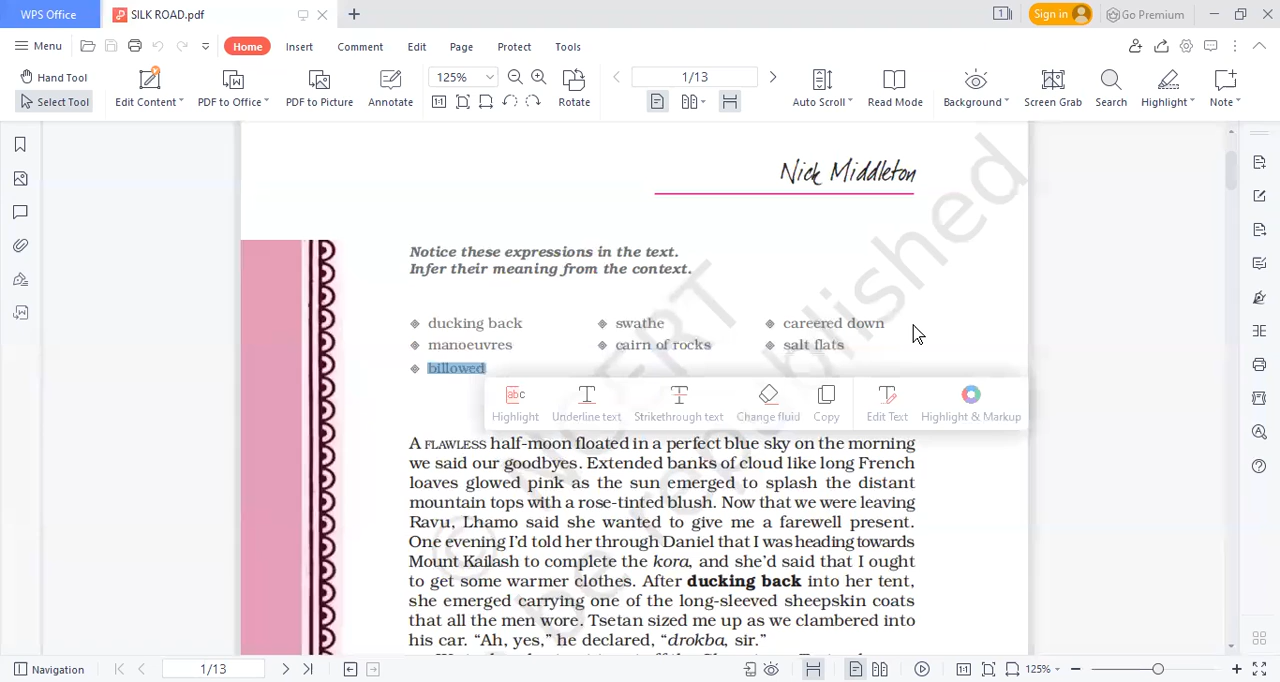 WPS Office SILK ROAD.pdf Sign in Go Premium
Menu Home Insert Comment Edit Page Protect Tools
Hand Tool 125% 1/13
Select Tool Edit Content PDF to Office PDF to Picture Annotate Rotate Auto Scroll Read Mode Background Screen Grab Search Highlight Note
Nick Middleton
Notice these expressions in the text.
Infer their meaning from the context.
ducking back swathe careered down
manoeuvres cairn of rocks salt flats
billowed
Highlight Underline text Strikethrough text Change fluid Copy Edit Text Highlight & Markup
A FLAWLESS half-moon floated in a perfect blue sky on the morning
we said our goodbyes. Extended banks of cloud like long French
loaves glowed pink as the sun emerged to splash the distant
mountain tops with a rose-tinted blush. Now that we were leaving
Ravu, Lhamo said she wanted to give me a farewell present.
One evening I'd told her through Daniel that I was heading towards
Mount Kailash to complete the kora, and she'd said that I ought
to get some warmer clothes. After ducking back into her tent,
she emerged carrying one of the long-sleeved sheepskin coats
that all the men wore. Tsetan sized me up as we clambered into
his car. “Ah, yes,” he declared, “drokba, sir.”
© NCERT
be republished
Navigation 1/13 125%